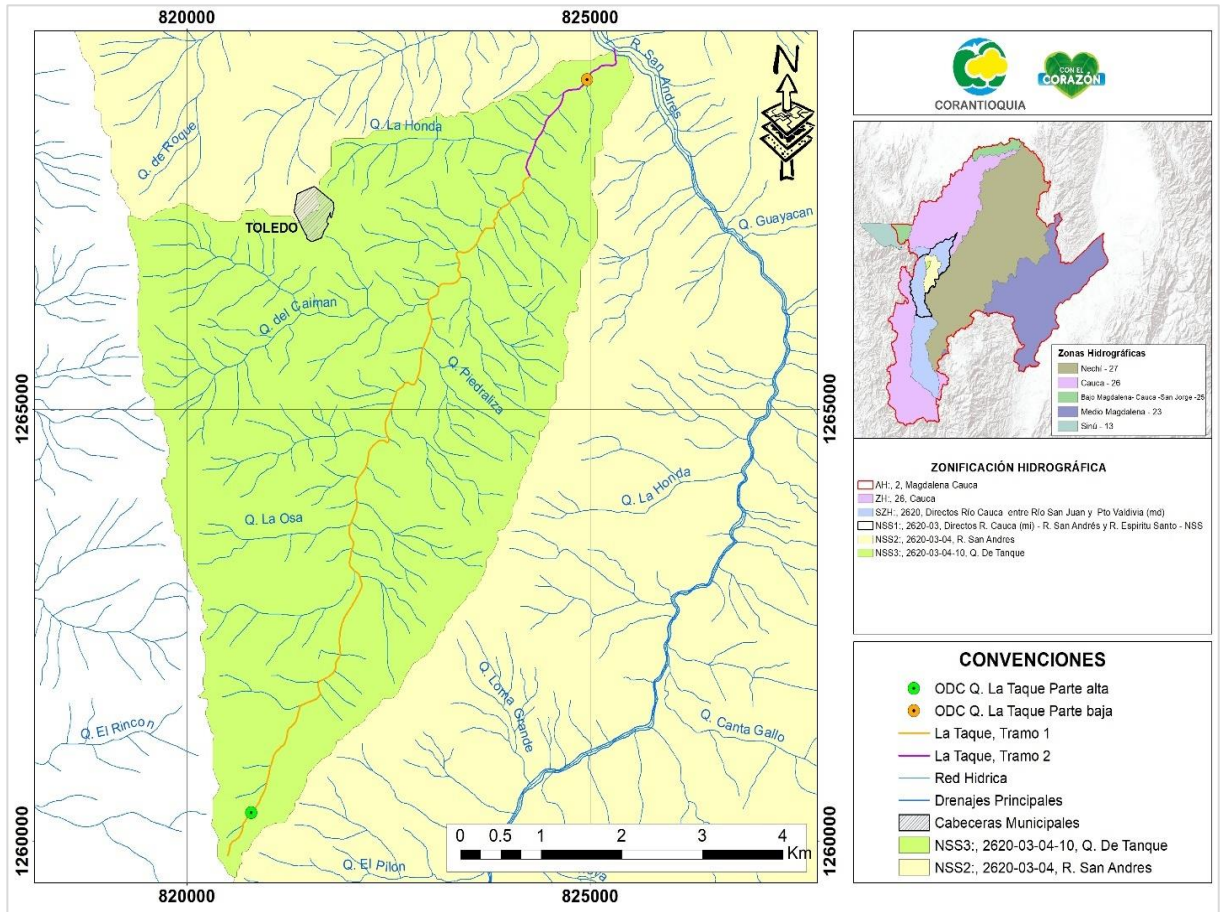 820000
825000
1265000
1260000
N
R. San Andres
Q. La Honda
Q. de Roque
TOLEDO
Q. Guayacan
Q. del Caiman
Q. Piedraliza
Q. La Honda
Q. La Osa
Q. Loma Grande
Q. El Rincon
Q. Canta Gallo
Q. El Pilon
0 0.5 1 2 3 4
Km
1265000
1260000
820000
825000
CORANTIOQUIA
CON EL
CORAZÓN
Zonas Hidrográficas
Nechí - 27
Cauca - 26
Bajo Magdalena- Cauca -San Jorge -25
Medio Magdalena - 23
Sinú - 13
ZONIFICACIÓN HIDROGRÁFICA
AH:, 2, Magdalena Cauca
ZH:, 26, Cauca
SZH:, 2620, Directos Río Cauca entre Río San Juan y Pto Valdivia (md)
NSS1:, 2620-03, Directos R. Cauca (mi) - R. San Andrés y R. Espiritu Santo - NSS
NSS2:, 2620-03-04, R. San Andres
NSS3:, 2620-03-04-10, Q. De Tanque
CONVENCIONES
ODC Q. La Taque Parte alta
ODC Q. La Taque Parte baja
La Taque, Tramo 1
La Taque, Tramo 2
Red Hidrica
Drenajes Principales
Cabeceras Municipales
NSS3:, 2620-03-04-10, Q. De Tanque
NSS2:, 2620-03-04, R. San Andres